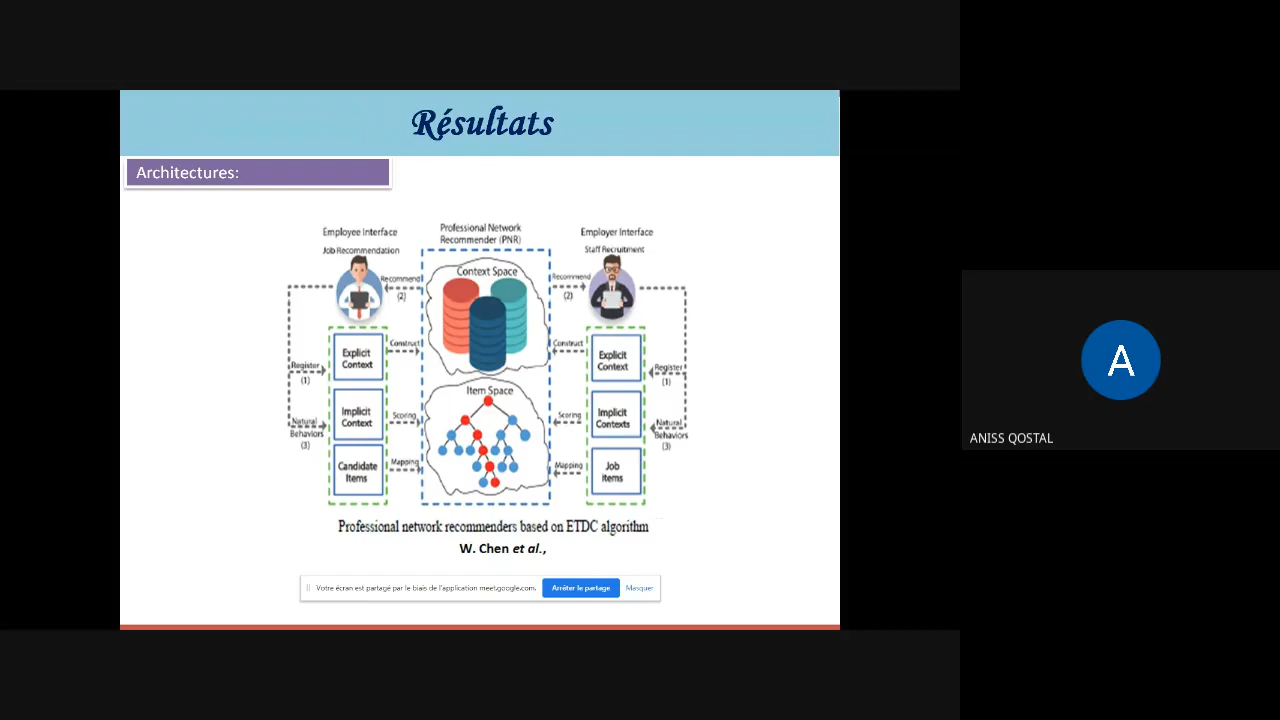 Résultats
Architectures:
Employee Interface
Job Recommendation
Professional Network
Recommender (PNR)
Employer Interface
Staff Recruitment
Recommend
(2)
Context Space
Recommend
(2)
Explicit
Context
Construct
Construct
Explicit
Context
Register
(1)
Register
(1)
Item Space
Implicit
Context
Scoring
Scoring
Implicit
Contexts
Natural
Behaviors
(3)
Natural
Behaviors
(3)
Candidate
Items
Mapping
Mapping
Job
Items
Professional network recommenders based on ETDC algorithm
W. Chen et al.,
Votre écran est partagé par le biais de l'application meet.google.com.
Arrêter le partage
Masquer
A
ANISS QOSTAL